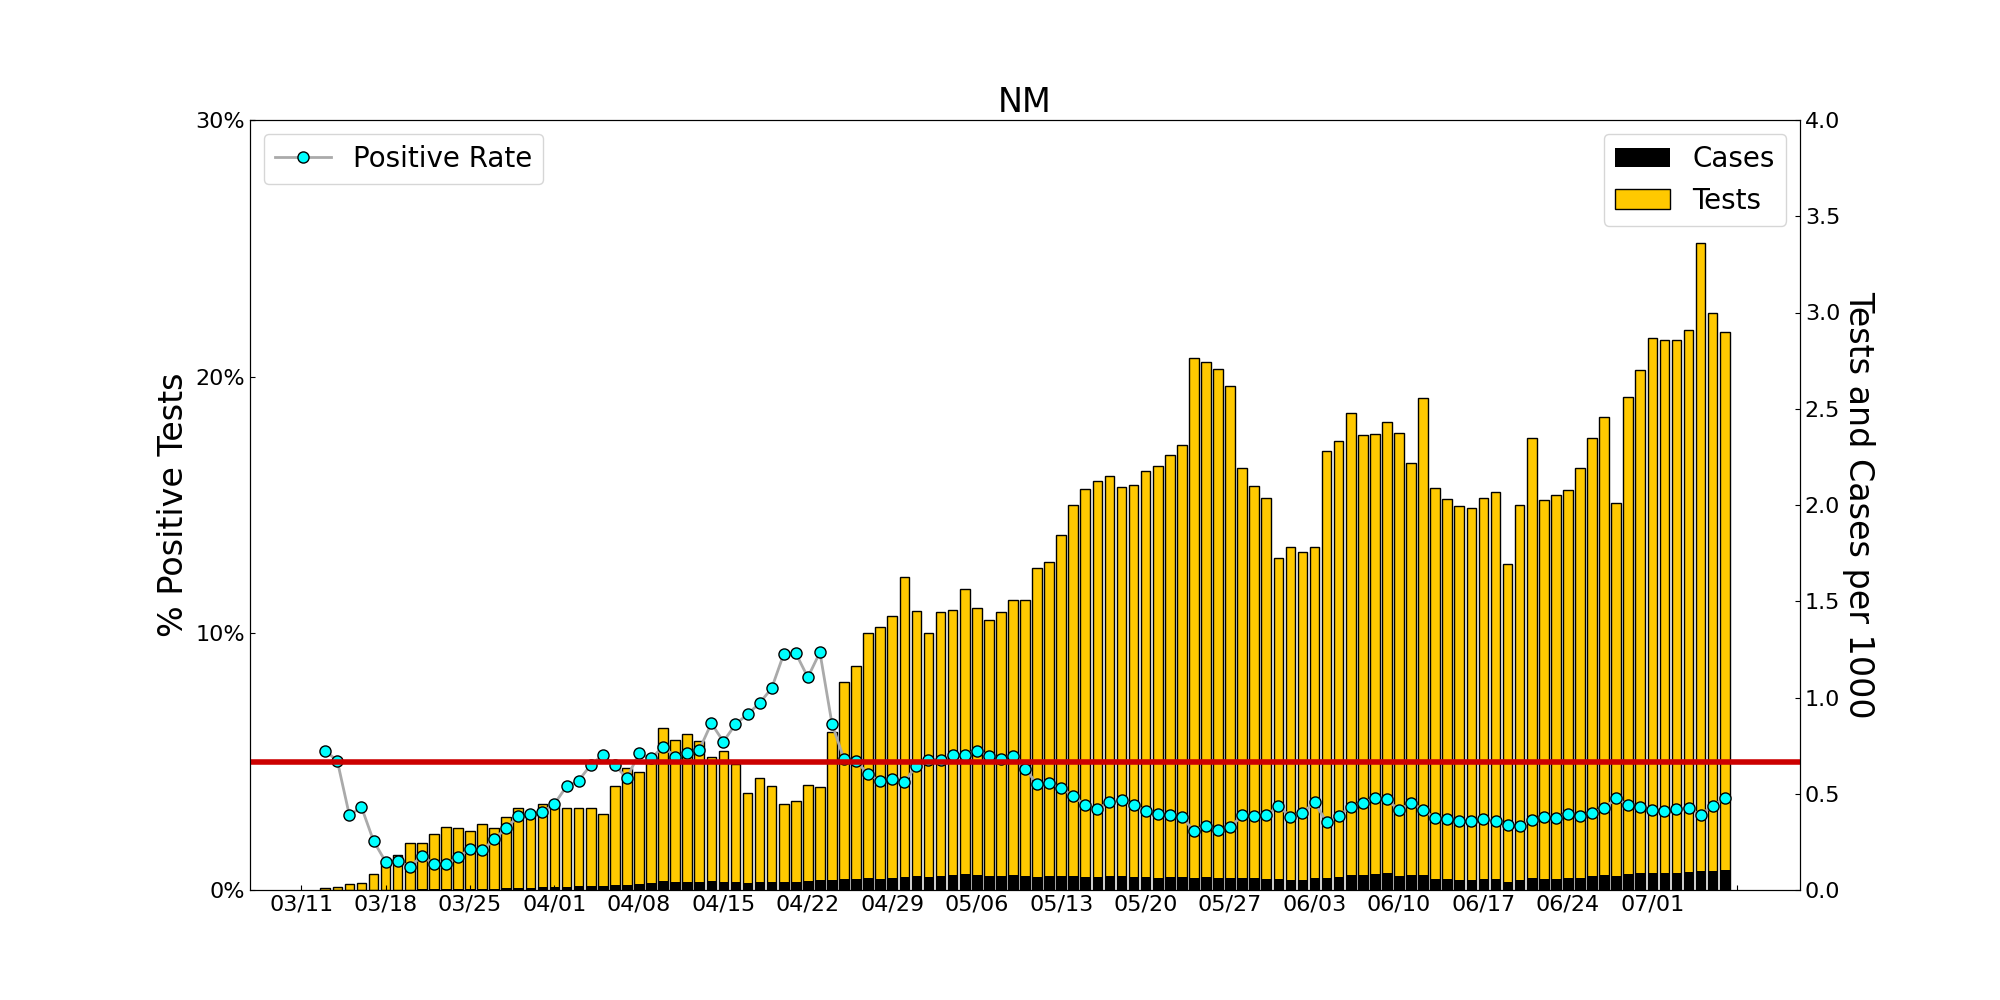 NM
30%
20%
10%
0%
% Positive Tests
Positive Rate
Cases
Tests
4.0
3.5
3.0
2.5
2.0
1.5
1.0
0.5
0.0
Tests and Cases per 1000
03/11 03/18 03/25 04/01 04/08 04/15 04/22 04/29 05/06 05/13 05/20 05/27 06/03 06/10 06/17 06/24 07/01